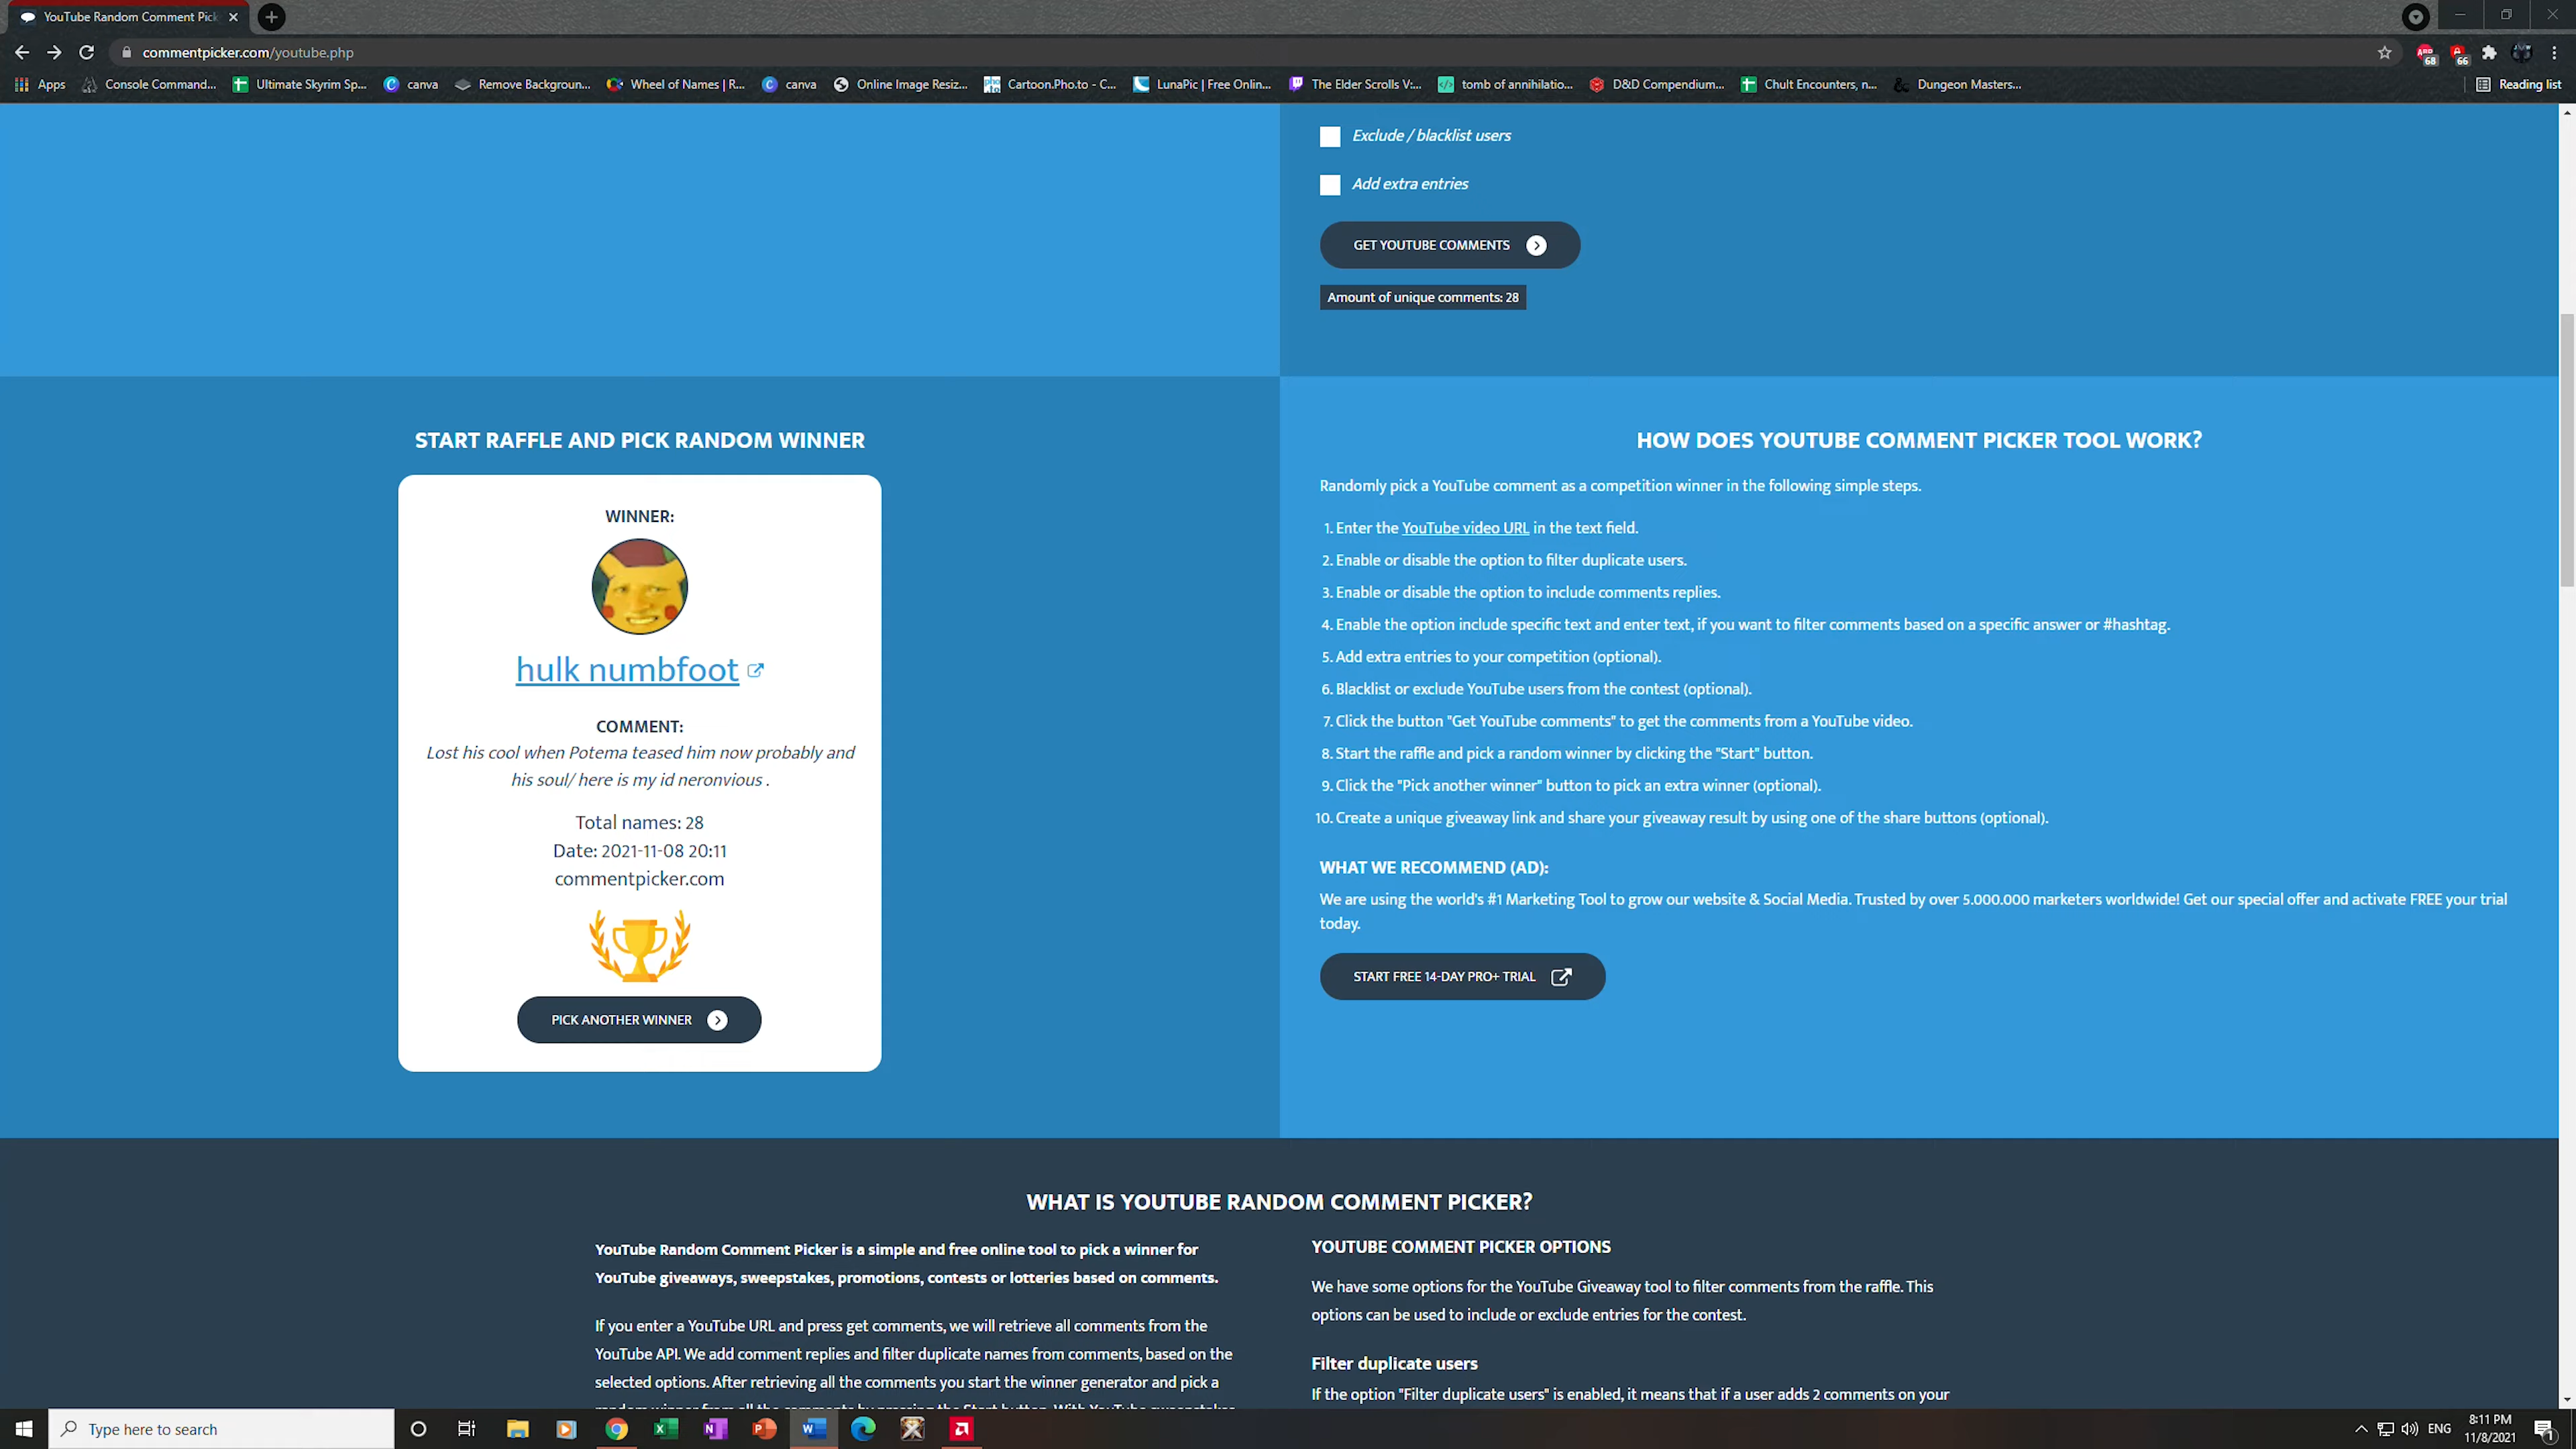 YouTube Random Comment Pick
commentpicker.com/youtube.php
Apps Console Command... Ultimate Skyrim Sp... canva Remove Backgroun... Wheel of Names | R... canva Online Image Resiz... Cartoon.Pho.to - C... LunaPic | Free Onlin... The Elder Scrolls V:... tomb of annihilatio... D&D Compendium... Chult Encounters, n... Dungeon Masters... Reading list
68 66
Exclude / blacklist users
Add extra entries
GET YOUTUBE COMMENTS
Amount of unique comments: 28
START RAFFLE AND PICK RANDOM WINNER
WINNER:
hulk numbfoot
COMMENT:
Lost his cool when Potema teased him now probably and
his soul/ here is my id neronvious .
Total names: 28
Date: 2021-11-08 20:11
commentpicker.com
PICK ANOTHER WINNER
HOW DOES YOUTUBE COMMENT PICKER TOOL WORK?
Randomly pick a YouTube comment as a competition winner in the following simple steps.
1. Enter the YouTube video URL in the text field.
2. Enable or disable the option to filter duplicate users.
3. Enable or disable the option to include comments replies.
4. Enable the option include specific text and enter text, if you want to filter comments based on a specific answer or #hashtag.
5. Add extra entries to your competition (optional).
6. Blacklist or exclude YouTube users from the contest (optional).
7. Click the button "Get YouTube comments" to get the comments from a YouTube video.
8. Start the raffle and pick a random winner by clicking the "Start" button.
9. Click the "Pick another winner" button to pick an extra winner (optional).
10. Create a unique giveaway link and share your giveaway result by using one of the share buttons (optional).
WHAT WE RECOMMEND (AD):
We are using the world's #1 Marketing Tool to grow our website & Social Media. Trusted by over 5.000.000 marketers worldwide! Get our special offer and activate FREE your trial
today.
START FREE 14-DAY PRO+ TRIAL
WHAT IS YOUTUBE RANDOM COMMENT PICKER?
YouTube Random Comment Picker is a simple and free online tool to pick a winner for
YouTube giveaways, sweepstakes, promotions, contests or lotteries based on comments.
If you enter a YouTube URL and press get comments, we will retrieve all comments from the
YouTube API. We add comment replies and filter duplicate names from comments, based on the
selected options. After retrieving all the comments you start the winner generator and pick a
random winner from all the comments by pressing the Start button. With YouTube sweepstakes
YOUTUBE COMMENT PICKER OPTIONS
We have some options for the YouTube Giveaway tool to filter comments from the raffle. This
options can be used to include or exclude entries for the contest.
Filter duplicate users
If the option "Filter duplicate users" is enabled, it means that if a user adds 2 comments on your
Type here to search
ENG
8:11 PM
11/8/2021
1